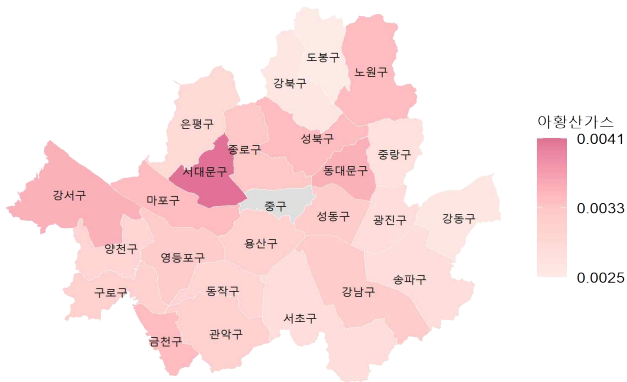 도봉구
노원구
강북구
은평구
성북구
종로구
중랑구
서대문구
동대문구
강서구
마포구
중구
성동구
광진구
강동구
양천구
영등포구
용산구
송파구
구로구
동작구
강남구
서초구
관악구
금천구
아황산가스
0.0041
0.0033
0.0025